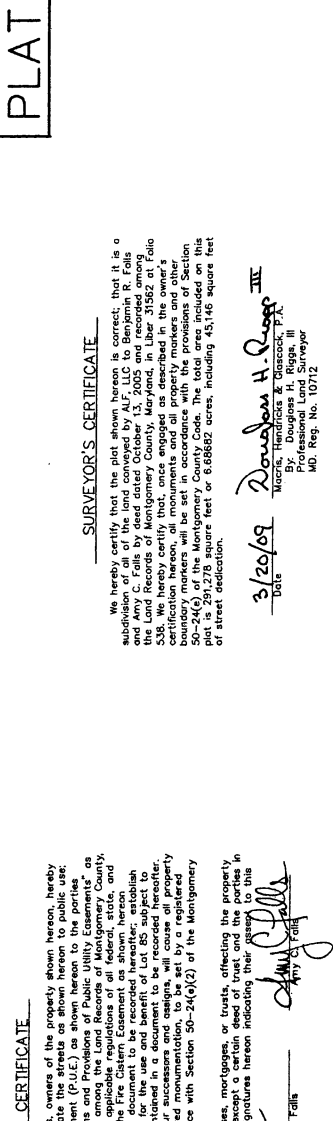 PLAT
SURVEYOR'S CERTIFICATE
We hereby certify that the plat shown hereon is correct; that it is a
subdivision of all of the land conveyed by ALF, LLC to Benjamin R. Falls
and Amy C. Falls by deed dated October 13, 2005 and recorded among
the Land Records of Montgomery County, Maryland, in Liber 31562 at Folio
538. We hereby certify that, once engaged as described in the owner's
certification hereon, all monuments and all property markers and other
boundary markers will be set in accordance with the provisions of Section
50-24(e) of the Montgomery County Code. The total area included on this
plat is 291,278 square feet or 6.68682 acres, including 45,146 square feet
of street dedication.
3/20/09 Douglass H. Riggs III
Date
Macris, Hendricks & Glascock, P.A.
By: Douglass H. Riggs, III
Professional Land Surveyor
MD. Reg. No. 10712
CERTIFICATE
, owners of the property shown hereon, hereby
ate the streets as shown hereon to public use;
ment (P.U.E.) as shown hereon to the parties
s and Provisions of Public Utility Easements" as
among the Land Records of Montgomery County,
applicable regulations of all federal, state, and
he Fire Cistern Easement as shown hereon
document to be recorded hereafter; establish
for the use and benefit of Lot 85 subject to
tained in a document to be recorded hereafter.
ur successors and assigns, will cause all property
ed monumentation, to be set by a registered
ce with Section 50-24(e)(2) of the Montgomery
ses, mortgages, or trusts, affecting the property
except a certain deed of trust and the parties in
gnatures hereon indicating their assent to this
Amy C Falls
Falls
Amy C. Falls